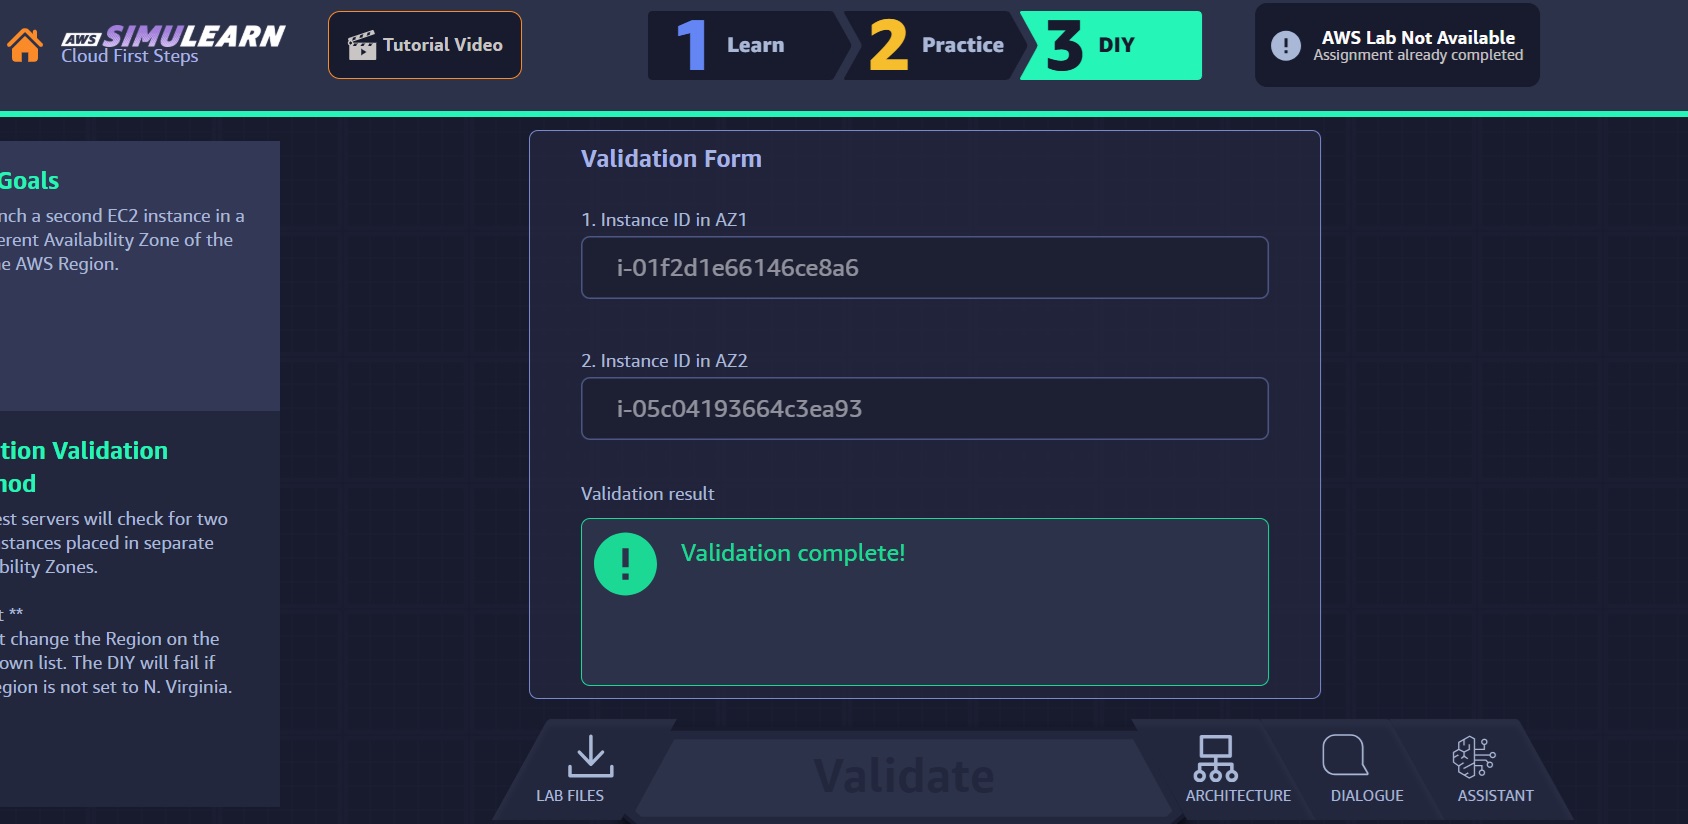 aws SIMULEARN
Cloud First Steps
Tutorial Video
1 Learn
2 Practice
3 DIY
AWS Lab Not Available
Assignment already completed
Goals
nch a second EC2 instance in a
erent Availability Zone of the
e AWS Region.
tion Validation
nod
est servers will check for two
stances placed in separate
bility Zones.
t **
t change the Region on the
own list. The DIY will fail if
egion is not set to N. Virginia.
Validation Form
1. Instance ID in AZ1
i-01f2d1e66146ce8a6
2. Instance ID in AZ2
i-05c04193664c3ea93
Validation result
Validation complete!
LAB FILES
Validate
ARCHITECTURE
DIALOGUE
ASSISTANT